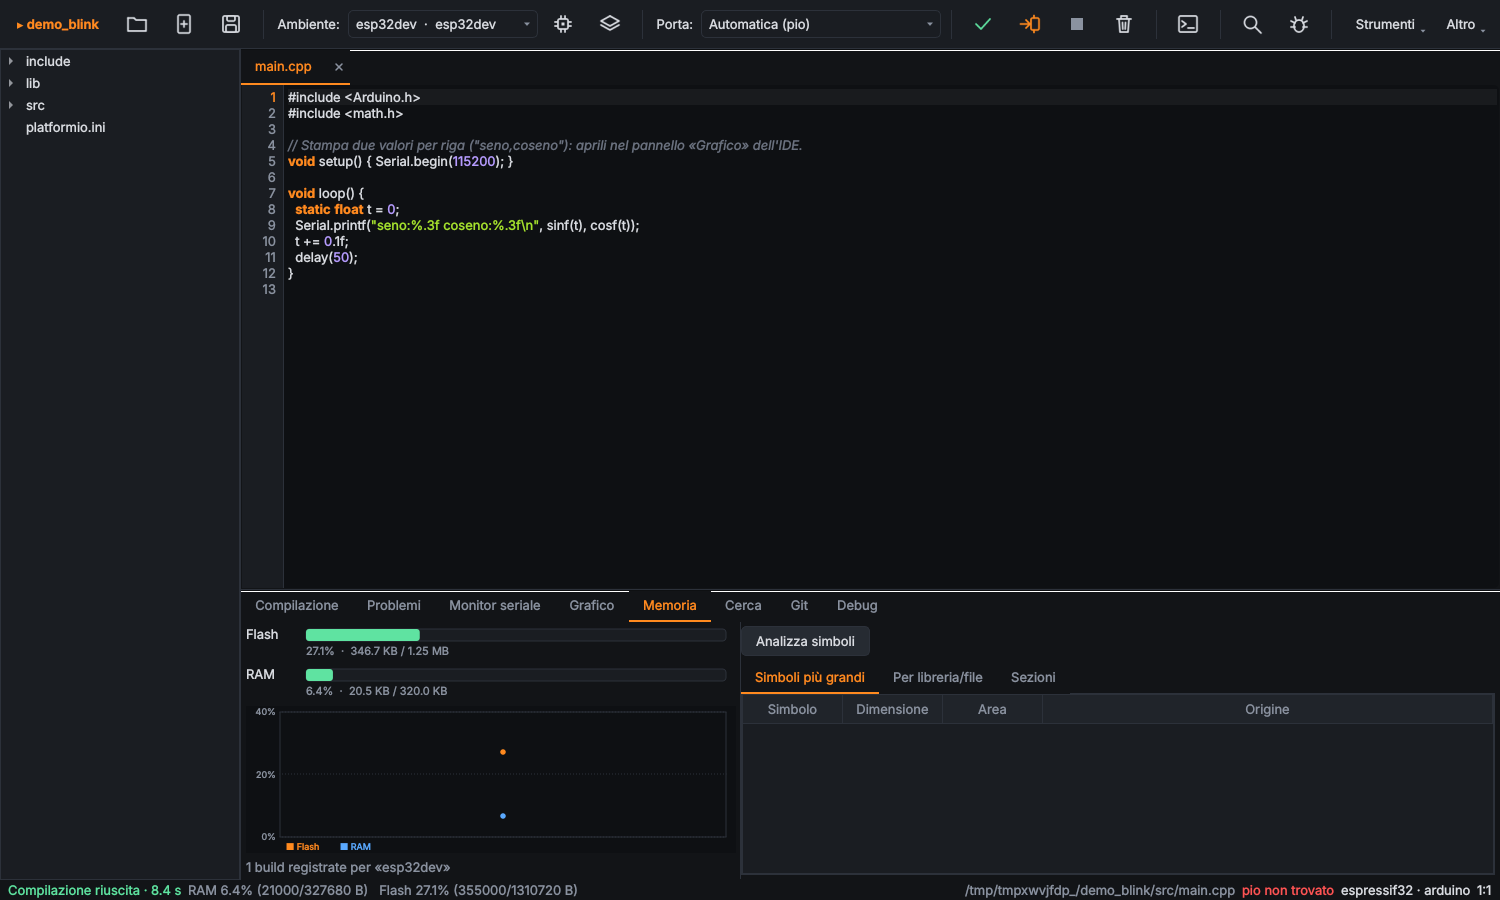 ▸ demo_blink
Ambiente:
esp32dev · esp32dev
Porta:
Automatica (pio)
Strumenti
Altro
include
lib
src
platformio.ini
main.cpp ×
1 #include <Arduino.h>
2 #include <math.h>
3
4 // Stampa due valori per riga ("seno,coseno"): aprili nel pannello «Grafico» dell'IDE.
5 void setup() { Serial.begin(115200); }
6
7 void loop() {
8 static float t = 0;
9 Serial.printf("seno:%.3f coseno:%.3f\n", sinf(t), cosf(t));
10 t += 0.1f;
11 delay(50);
12 }
13
Compilazione Problemi Monitor seriale Grafico Memoria Cerca Git Debug
Flash
27.1% · 346.7 KB / 1.25 MB
RAM
6.4% · 20.5 KB / 320.0 KB
40%
20%
0%
Flash RAM
1 build registrate per «esp32dev»
Analizza simboli
Simboli più grandi Per libreria/file Sezioni
Simbolo Dimensione Area Origine
Compilazione riuscita · 8.4 s RAM 6.4% (21000/327680 B) Flash 27.1% (355000/1310720 B)
/tmp/tmpxwvjfdp_/demo_blink/src/main.cpp pio non trovato espressif32 · arduino 1:1